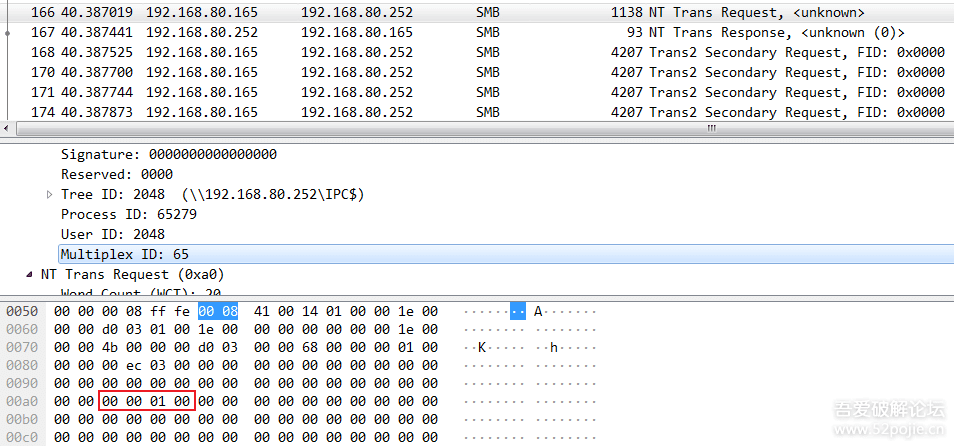 166 40.387019 192.168.80.165 192.168.80.252 SMB 1138 NT Trans Request, <unknown>
167 40.387441 192.168.80.252 192.168.80.165 SMB 93 NT Trans Response, <unknown (0)>
168 40.387525 192.168.80.165 192.168.80.252 SMB 4207 Trans2 Secondary Request, FID: 0x0000
170 40.387700 192.168.80.165 192.168.80.252 SMB 4207 Trans2 Secondary Request, FID: 0x0000
171 40.387744 192.168.80.165 192.168.80.252 SMB 4207 Trans2 Secondary Request, FID: 0x0000
174 40.387873 192.168.80.165 192.168.80.252 SMB 4207 Trans2 Secondary Request, FID: 0x0000
Signature: 0000000000000000
Reserved: 0000
Tree ID: 2048 (\\192.168.80.252\IPC$)
Process ID: 65279
User ID: 2048
Multiplex ID: 65
NT Trans Request (0xa0)
Word Count (WCT): 20
0050 00 00 00 08 ff fe 00 08 41 00 14 01 00 00 1e 00 ........ A.......
0060 00 00 d0 03 01 00 1e 00 00 00 00 00 00 00 1e 00 ........ ........
0070 00 00 4b 00 00 00 d0 03 00 00 68 00 00 00 01 00 ..K..... ..h.....
0080 00 00 00 00 ec 03 00 00 00 00 00 00 00 00 00 00 ........ ........
0090 00 00 00 00 00 00 00 00 00 00 00 00 00 00 00 00 ........ ........
00a0 00 00 00 00 01 00 00 00 00 00 00 00 00 00 00 00 ........ ........
00b0 00 00 00 00 00 00 00 00 00 00 00 00 00 00 00 00 ........ ........
00c0 00 00 00 00 00 00 00 00 00 00 00 00 00 00 00 00 ........ ........
吾爱破解论坛
www.52pojie.cn